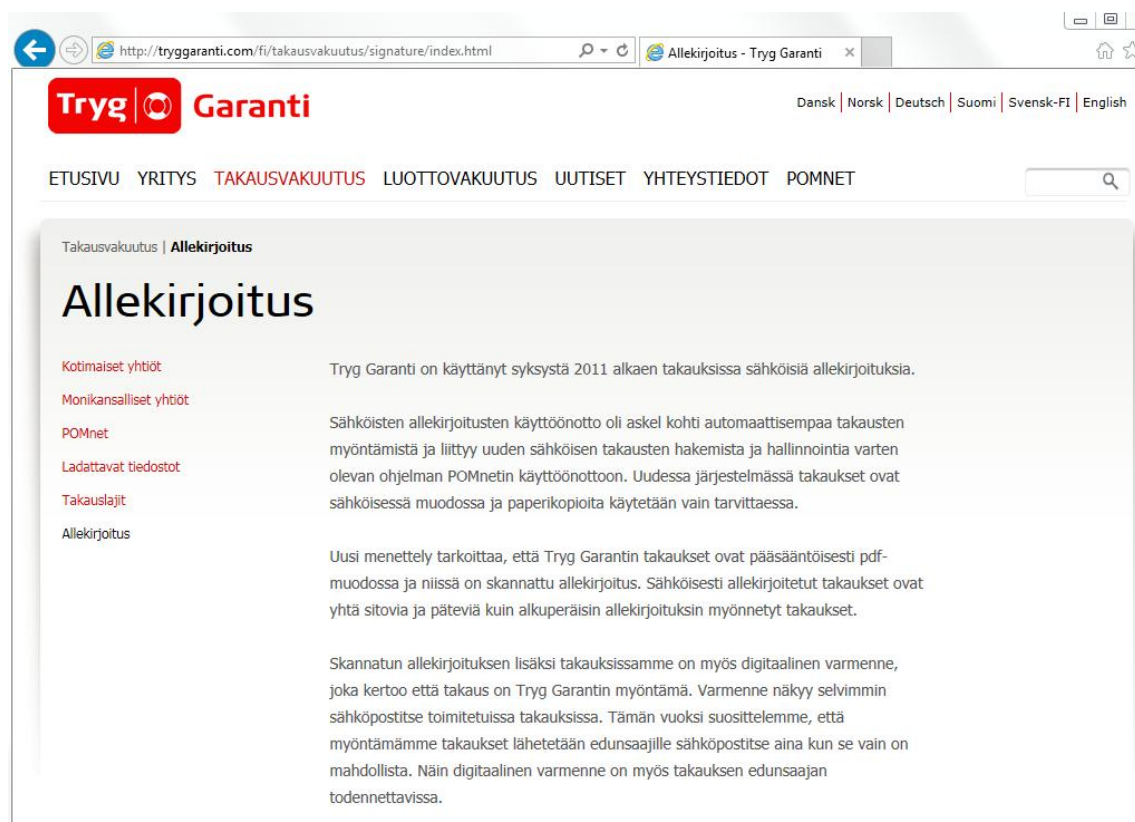 http://tryggaranti.com/fi/takausvakuutus/signature/index.html
Allekirjoitus - Tryg Garanti
Tryg Garanti
Dansk | Norsk | Deutsch | Suomi | Svensk-FI | English
ETUSIVU YRITYS TAKAUSVAKUUTUS LUOTTOVAKUUTUS UUTISET YHTEYSTIEDOT POMNET
Takausvakuutus | Allekirjoitus
Allekirjoitus
Kotimaiset yhtiöt
Monikansalliset yhtiöt
POMnet
Ladattavat tiedostot
Takauslajit
Allekirjoitus
Tryg Garanti on käyttänyt syksystä 2011 alkaen takauksissa sähköisiä allekirjoituksia.
Sähköisten allekirjoitusten käyttöönotto oli askel kohti automaattisempaa takausten
myöntämistä ja liittyy uuden sähköisen takausten hakemista ja hallinnointia varten
olevan ohjelman POMnetin käyttöönottoon. Uudessa järjestelmässä takaukset ovat
sähköisessä muodossa ja paperikopioita käytetään vain tarvittaessa.
Uusi menettely tarkoittaa, että Tryg Garantin takaukset ovat pääsääntöisesti pdf-
muodossa ja niissä on skannattu allekirjoitus. Sähköisesti allekirjoitetut takaukset ovat
yhtä sitovia ja päteviä kuin alkuperäisin allekirjoituksin myönnetyt takaukset.
Skannatun allekirjoituksen lisäksi takauksissamme on myös digitaalinen varmenne,
joka kertoo että takaus on Tryg Garantin myöntämä. Varmenne näkyy selvimmin
sähköpostitse toimitetuissa takauksissa. Tämän vuoksi suosittelemme, että
myöntämämme takaukset lähetetään edunsaajille sähköpostitse aina kun se vain on
mahdollista. Näin digitaalinen varmenne on myös takauksen edunsaajan
todennettavissa.